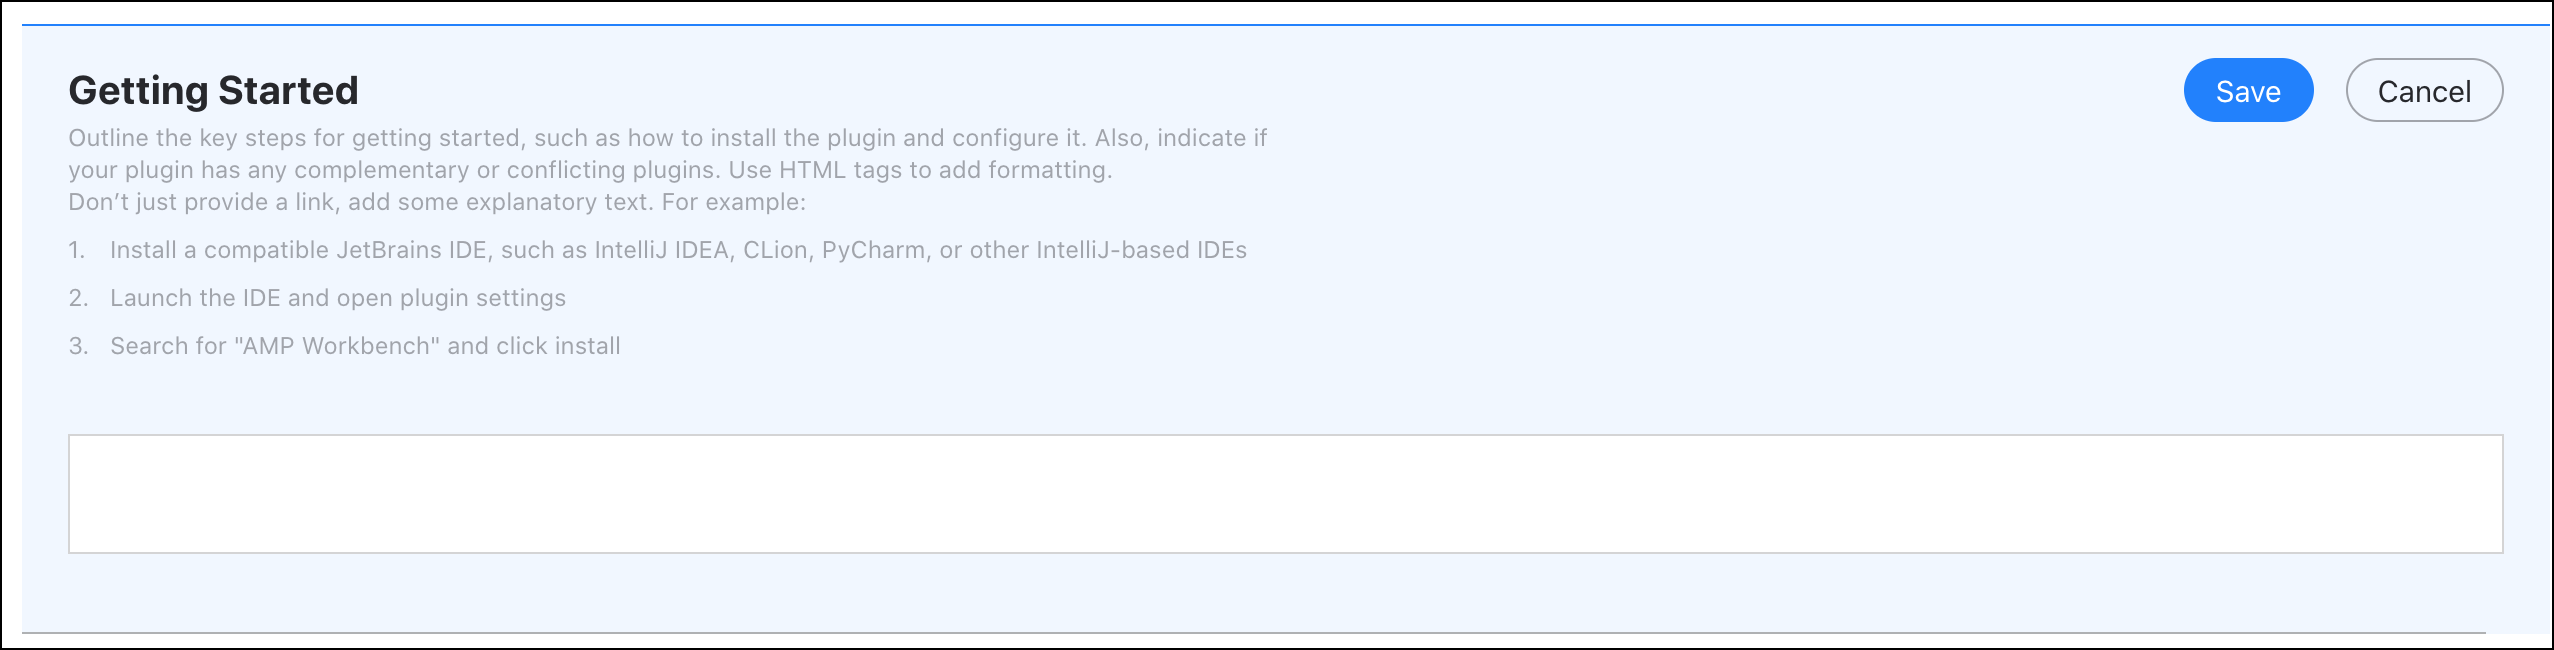 Getting Started
Save
Cancel
Outline the key steps for getting started, such as how to install the plugin and configure it. Also, indicate if
your plugin has any complementary or conflicting plugins. Use HTML tags to add formatting.
Don’t just provide a link, add some explanatory text. For example:
1. Install a compatible JetBrains IDE, such as IntelliJ IDEA, CLion, PyCharm, or other IntelliJ-based IDEs
2. Launch the IDE and open plugin settings
3. Search for "AMP Workbench" and click install